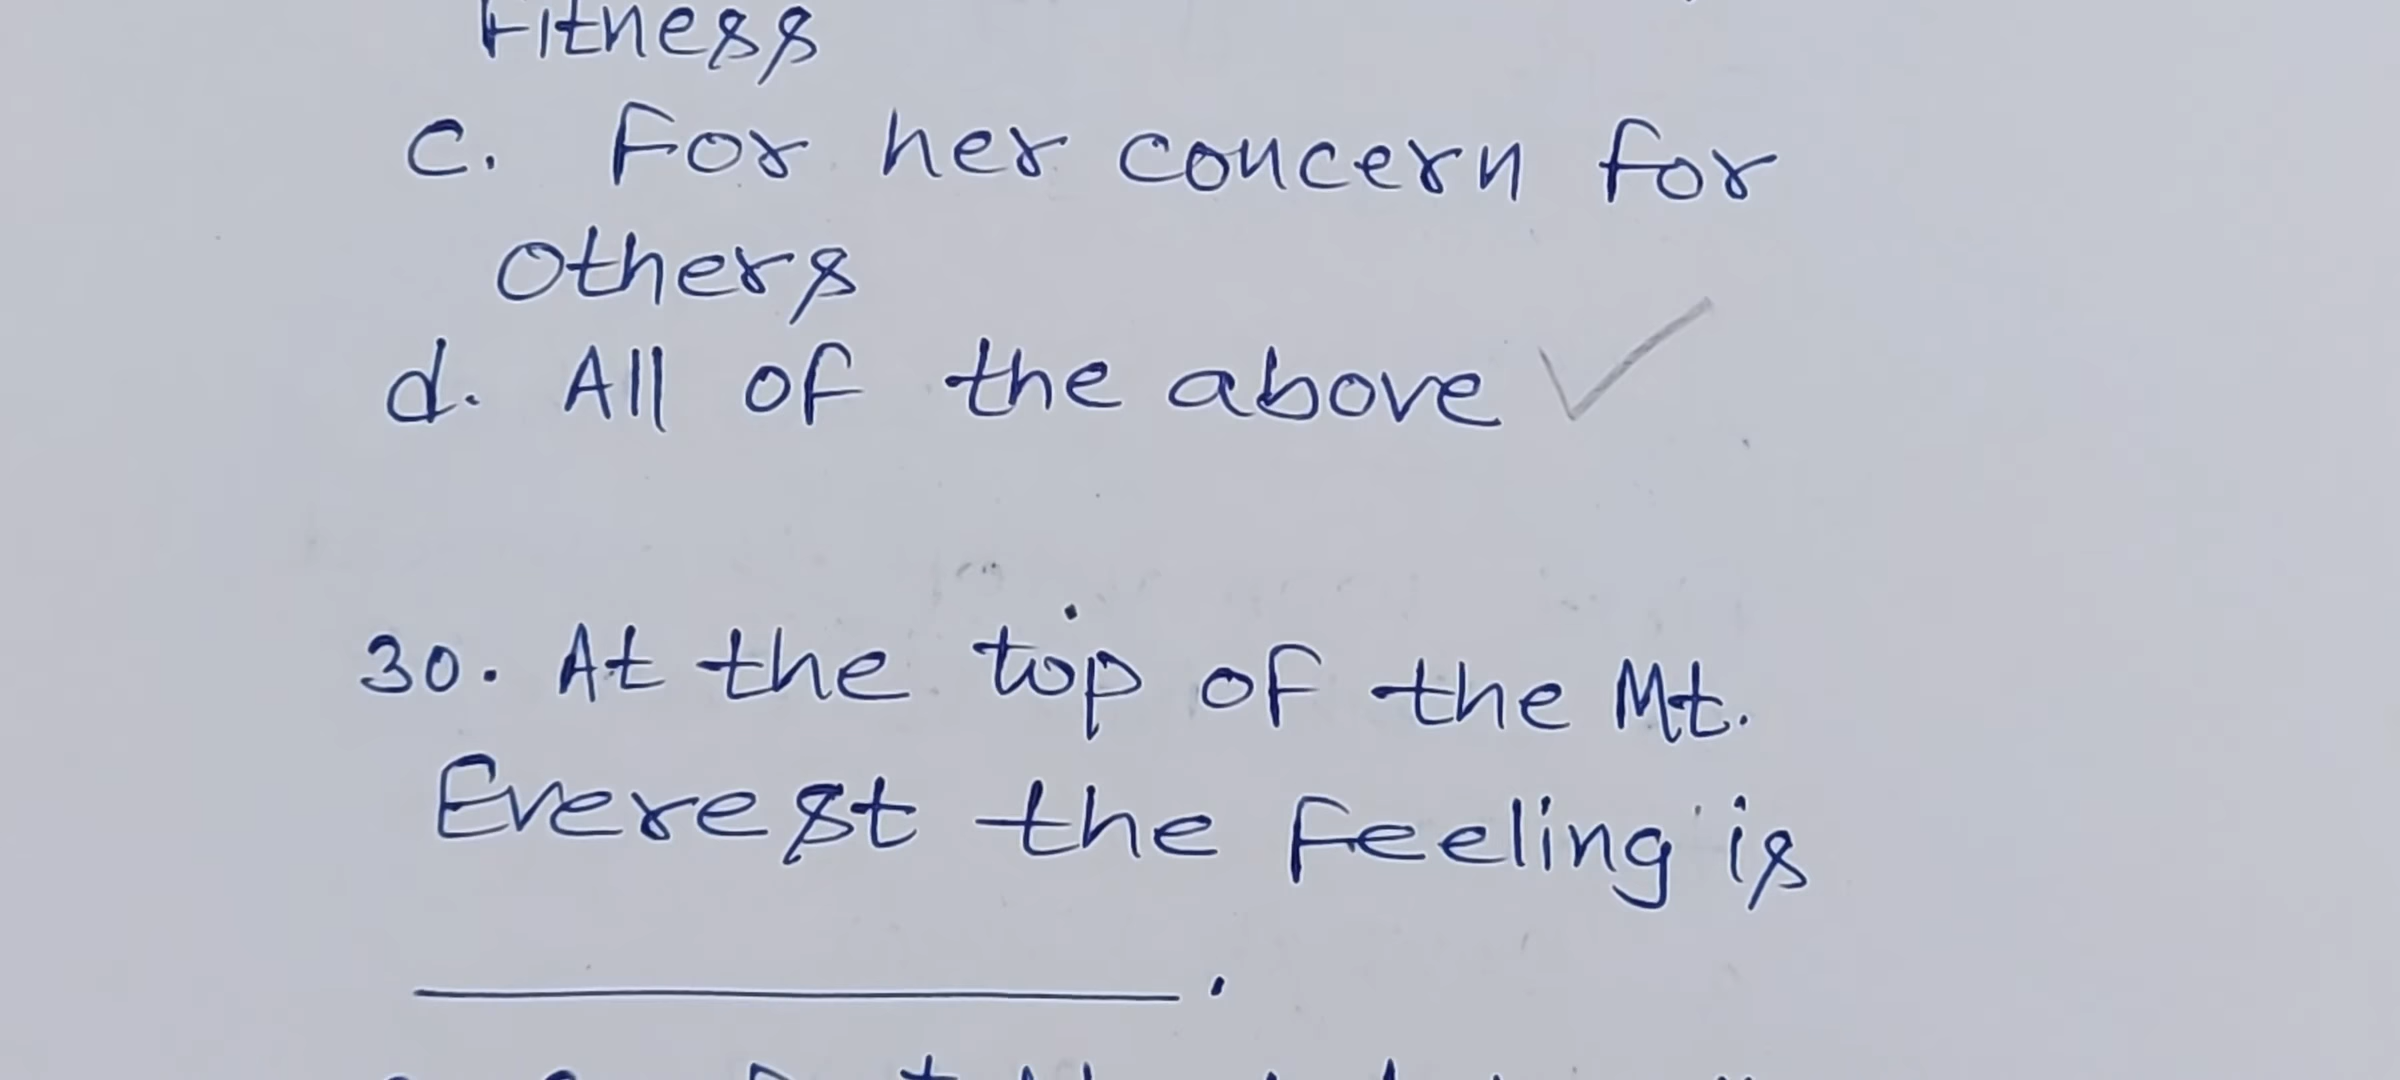 Fitness
c. For her concern for
others
d. All of the above
30. At the top of the Mt.
Everest the feeling is
__________.